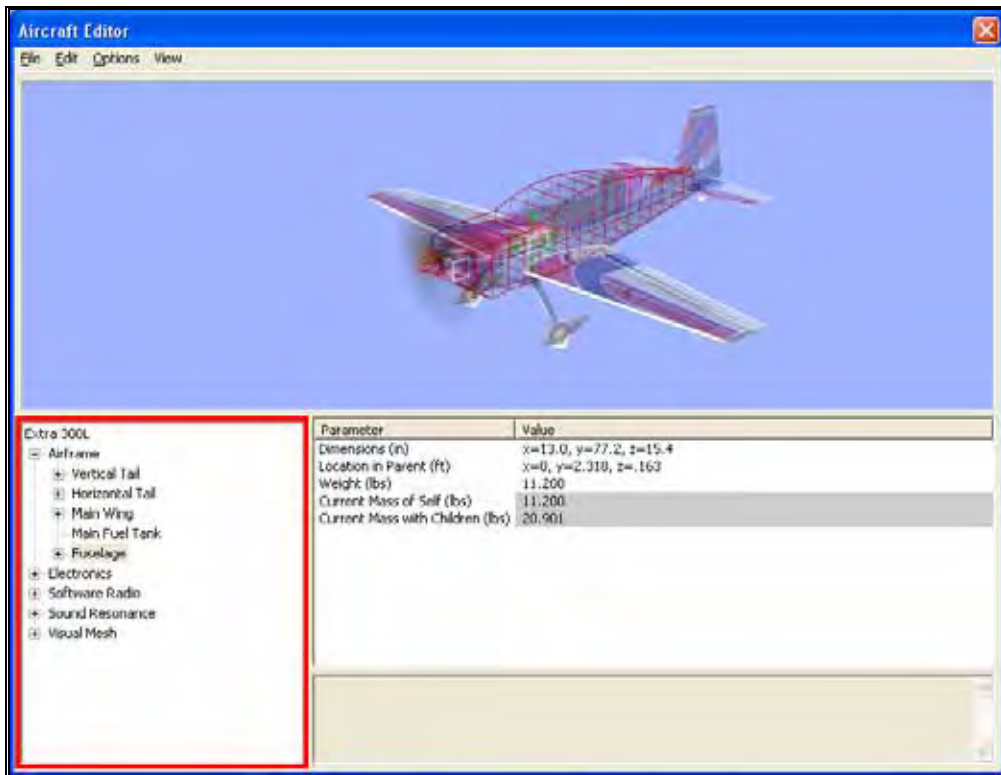 Aircraft Editor
File Edit Options View
Extra 300L
Airframe
Vertical Tail
Horizontal Tail
Main Wing
Main Fuel Tank
Fuselage
Electronics
Software Radio
Sound Resonance
Visual Mesh
Parameter Value
Dimensions (in) x=13.0, y=77.2, z=15.4
Location in Parent (ft) x=0, y=2.318, z=.163
Weight (lbs) 11.200
Current Mass of Self (lbs) 11.200
Current Mass with Children (lbs) 20.901